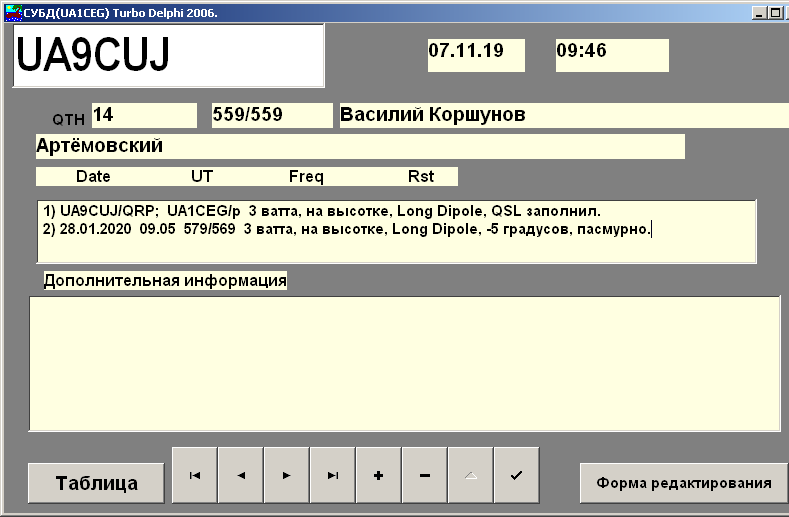 СУБД(UA1CEG) Turbo Delphi 2006.
UA9CUJ
07.11.19 09:46
QTH 14 559/559 Василий Коршунов
Артёмовский
Date UT Freq Rst
1) UA9CUJ/QRP; UA1CEG/p 3 ватта, на высотке, Long Dipole, QSL заполнил.
2) 28.01.2020 09.05 579/569 3 ватта, на высотке, Long Dipole, -5 градусов, пасмурно.
Дополнительная информация
Таблица Форма редактирования